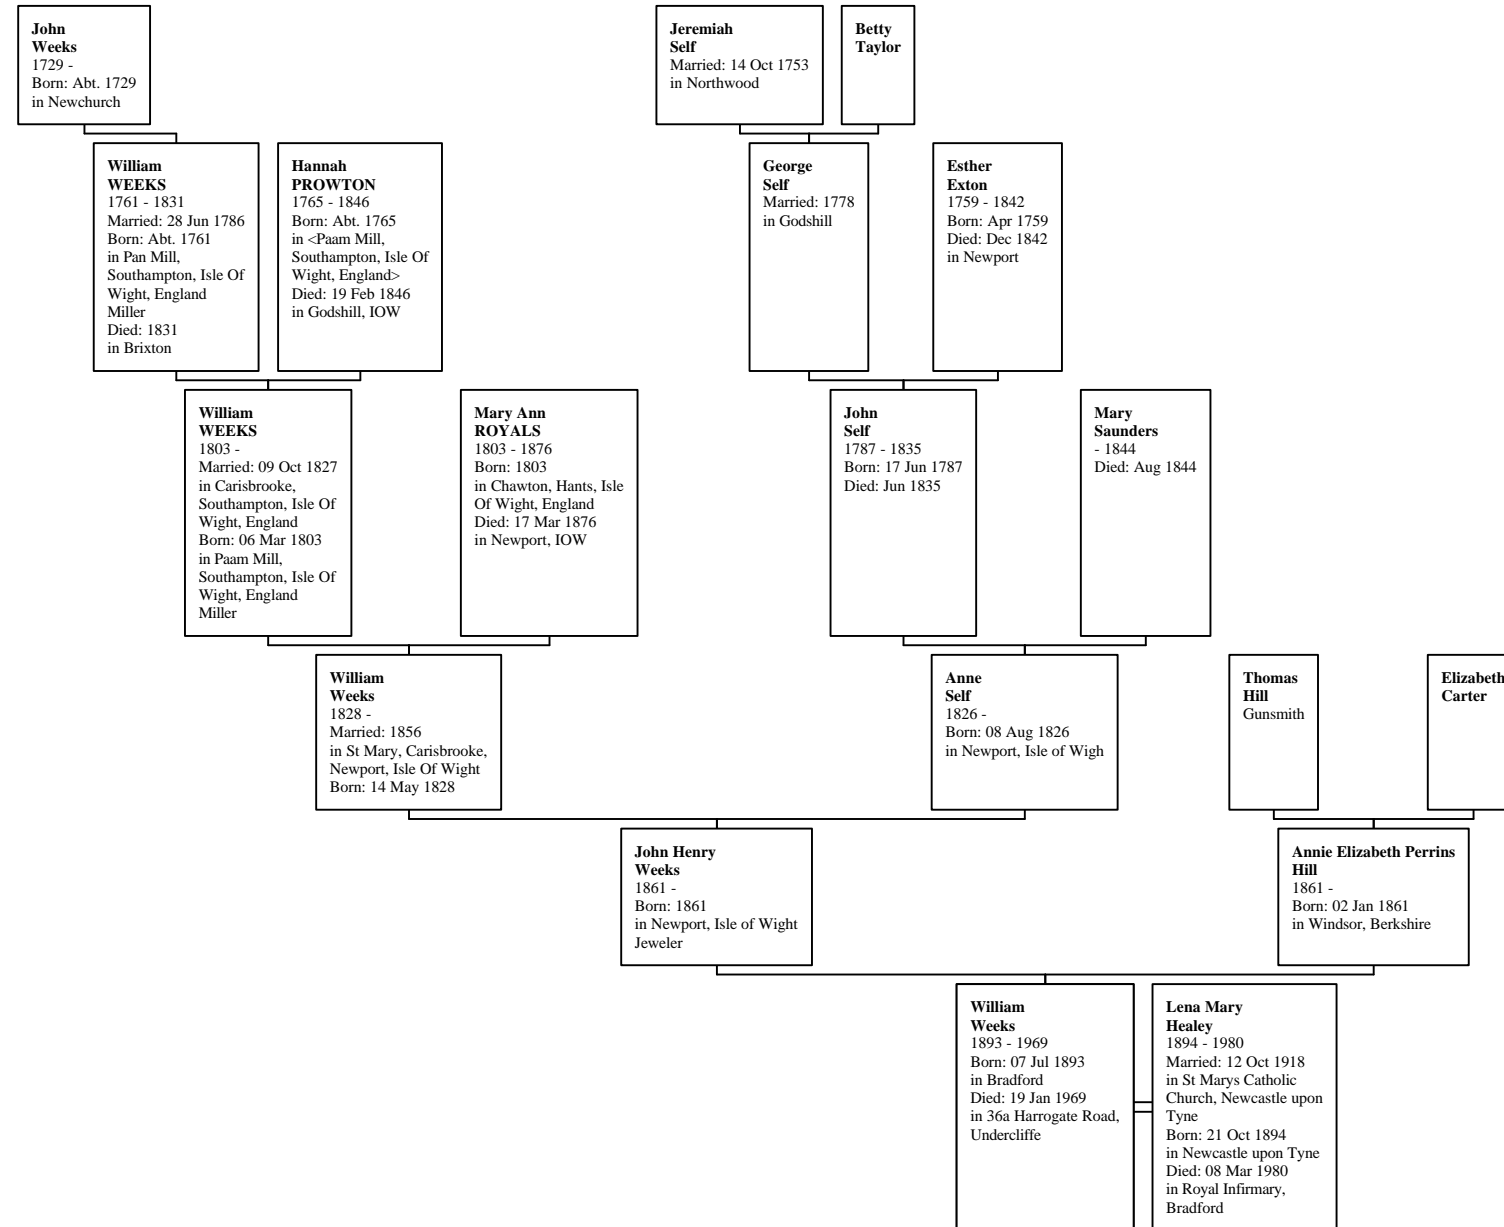 John
Weeks
1729 -
Born: Abt. 1729
in Newchurch
Jeremiah
Self
Married: 14 Oct 1753
in Northwood
Betty
Taylor
William
WEEKS
1761 - 1831
Married: 28 Jun 1786
Born: Abt. 1761
in Pan Mill,
Southampton, Isle Of
Wight, England
Miller
Died: 1831
in Brixton
Hannah
PROWTON
1765 - 1846
Born: Abt. 1765
in <Paam Mill,
Southampton, Isle Of
Wight, England>
Died: 19 Feb 1846
in Godshill, IOW
George
Self
Married: 1778
in Godshill
Esther
Exton
1759 - 1842
Born: Apr 1759
Died: Dec 1842
in Newport
William
WEEKS
1803 -
Married: 09 Oct 1827
in Carisbrooke,
Southampton, Isle Of
Wight, England
Born: 06 Mar 1803
in Paam Mill,
Southampton, Isle Of
Wight, England
Miller
Mary Ann
ROYALS
1803 - 1876
Born: 1803
in Chawton, Hants, Isle
Of Wight, England
Died: 17 Mar 1876
in Newport, IOW
John
Self
1787 - 1835
Born: 17 Jun 1787
Died: Jun 1835
Mary
Saunders
- 1844
Died: Aug 1844
William
Weeks
1828 -
Married: 1856
in St Mary, Carisbrooke,
Newport, Isle Of Wight
Born: 14 May 1828
Anne
Self
1826 -
Born: 08 Aug 1826
in Newport, Isle of Wigh
Thomas
Hill
Gunsmith
Elizabeth
Carter
John Henry
Weeks
1861 -
Born: 1861
in Newport, Isle of Wight
Jeweler
Annie Elizabeth Perrins
Hill
1861 -
Born: 02 Jan 1861
in Windsor, Berkshire
William
Weeks
1893 - 1969
Born: 07 Jul 1893
in Bradford
Died: 19 Jan 1969
in 36a Harrogate Road,
Undercliffe
Lena Mary
Healey
1894 - 1980
Married: 12 Oct 1918
in St Marys Catholic
Church, Newcastle upon
Tyne
Born: 21 Oct 1894
in Newcastle upon Tyne
Died: 08 Mar 1980
in Royal Infirmary,
Bradford